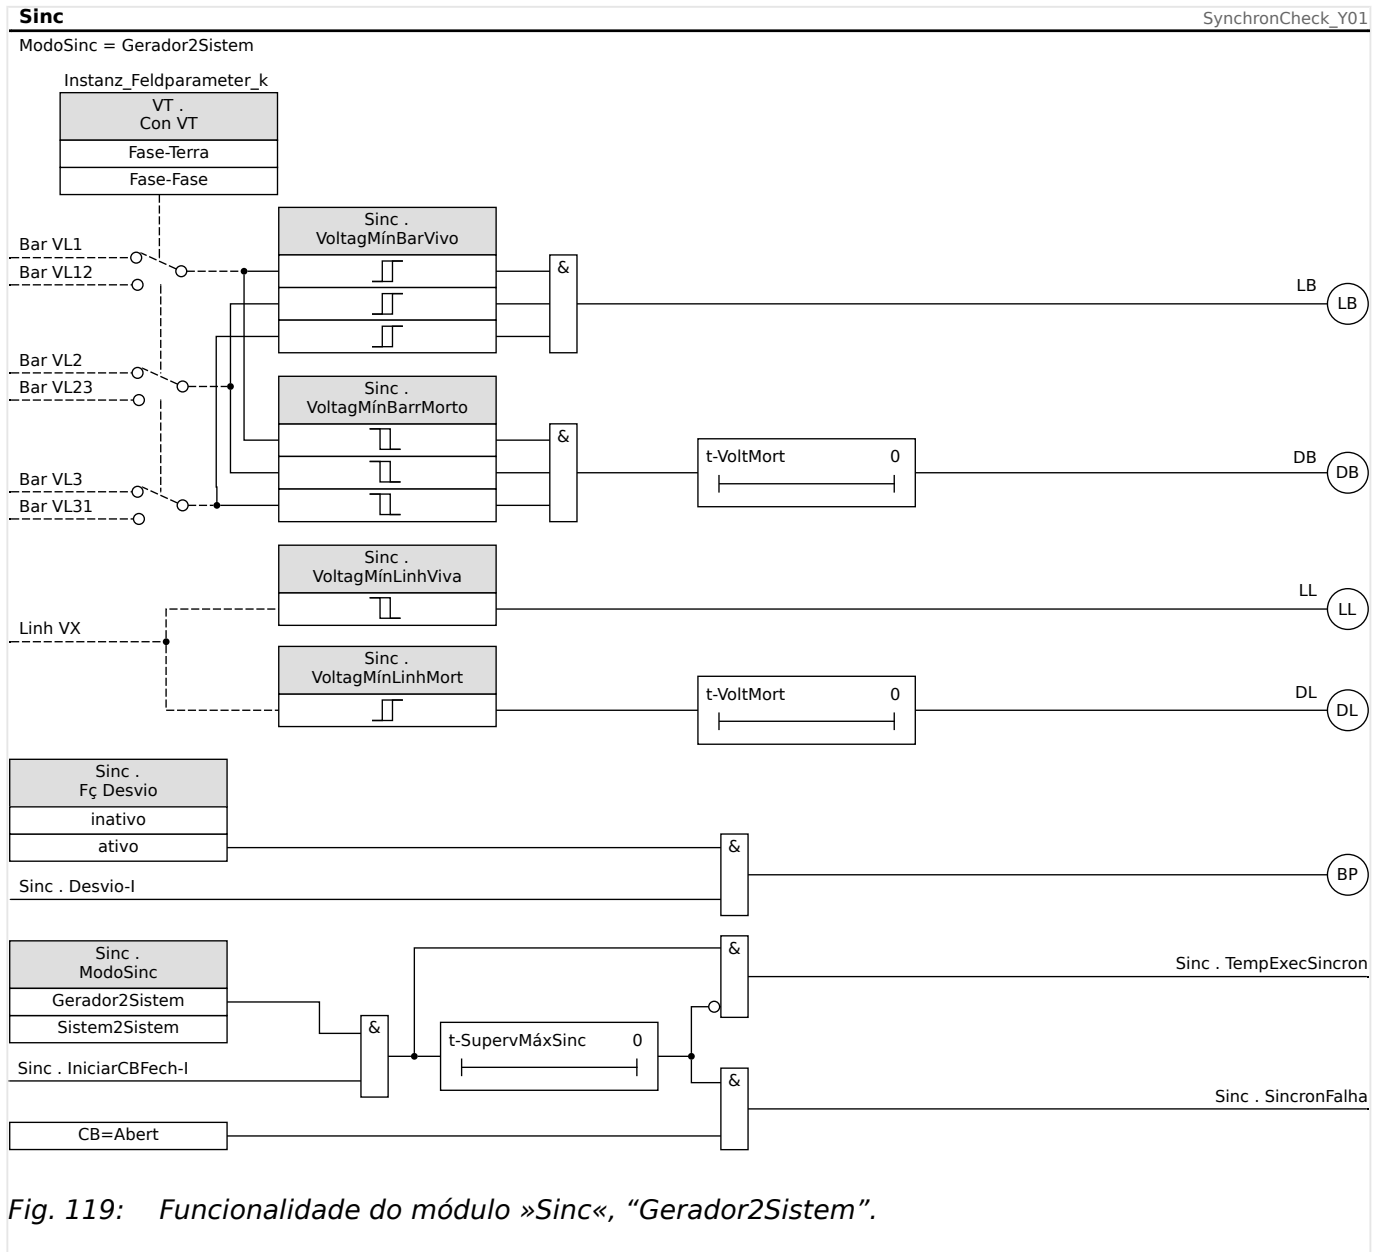 Sinc
SynchronCheck_Y01
ModoSinc = Gerador2Sistem
Instanz_Feldparameter_k
VT .
Con VT
Fase-Terra
Fase-Fase
Sinc .
VoltagMínBarVivo
Bar VL1
Bar VL12
&
LB
LB
Bar VL2
Bar VL23
Sinc .
VoltagMínBarrMorto
&
t-VoltMort 0
DB
DB
Bar VL3
Bar VL31
Sinc .
VoltagMínLinhViva
LL
LL
Linh VX
Sinc .
VoltagMínLinhMort
t-VoltMort 0
DL
DL
Sinc .
Fç Desvio
inativo
ativo
&
Sinc . Desvio-I
BP
Sinc .
ModoSinc
Gerador2Sistem
Sistem2Sistem
&
Sinc . TempExecSincron
&
t-SupervMáxSinc 0
Sinc . IniciarCBFech-I
&
Sinc . SincronFalha
CB=Abert
Fig. 119: Funcionalidade do módulo »Sinc«, “Gerador2Sistem”.